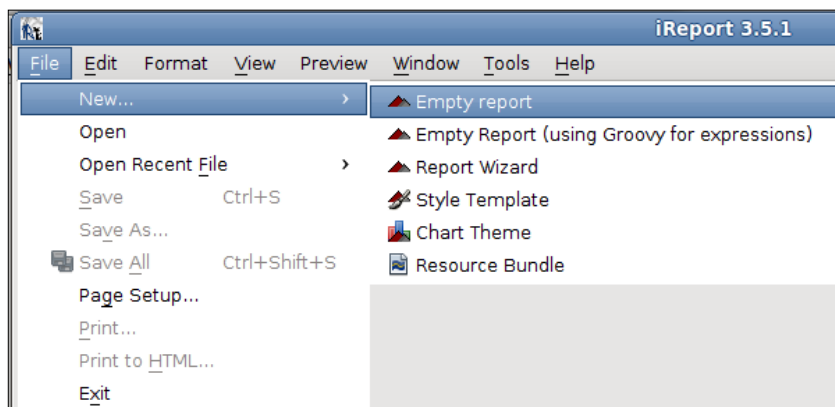 iReport 3.5.1
File Edit Format View Preview Window Tools Help
New...
Open
Open Recent File
Save Ctrl+S
Save As...
Save All Ctrl+Shift+S
Page Setup...
Print...
Print to HTML...
Exit
Empty report
Empty Report (using Groovy for expressions)
Report Wizard
Style Template
Chart Theme
Resource Bundle